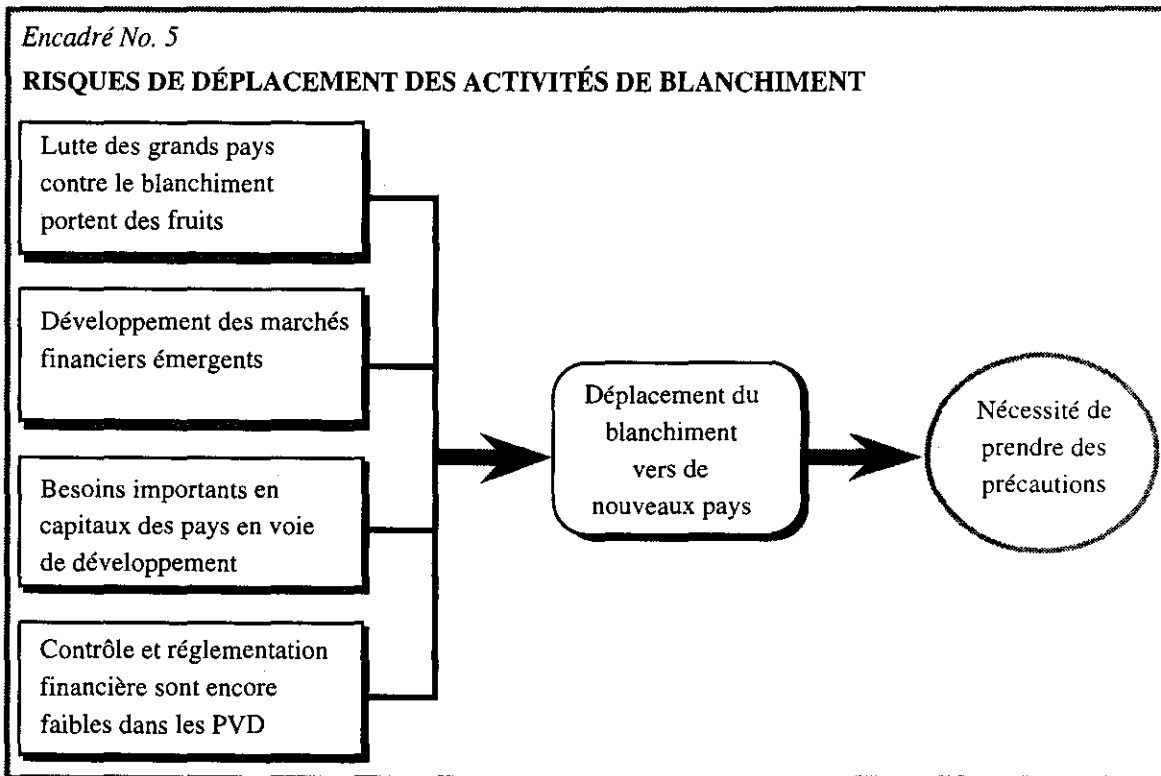 Encadré No. 5
RISQUES DE DÉPLACEMENT DES ACTIVITÉS DE BLANCHIMENT
Lutte des grands pays
contre le blanchiment
portent des fruits
Développement des marchés
financiers émergents
Besoins importants en
capitaux des pays en voie
de développement
Contrôle et réglementation
financière sont encore
faibles dans les PVD
Déplacement du
blanchiment
vers de
nouveaux pays
Nécessité de
prendre des
précautions